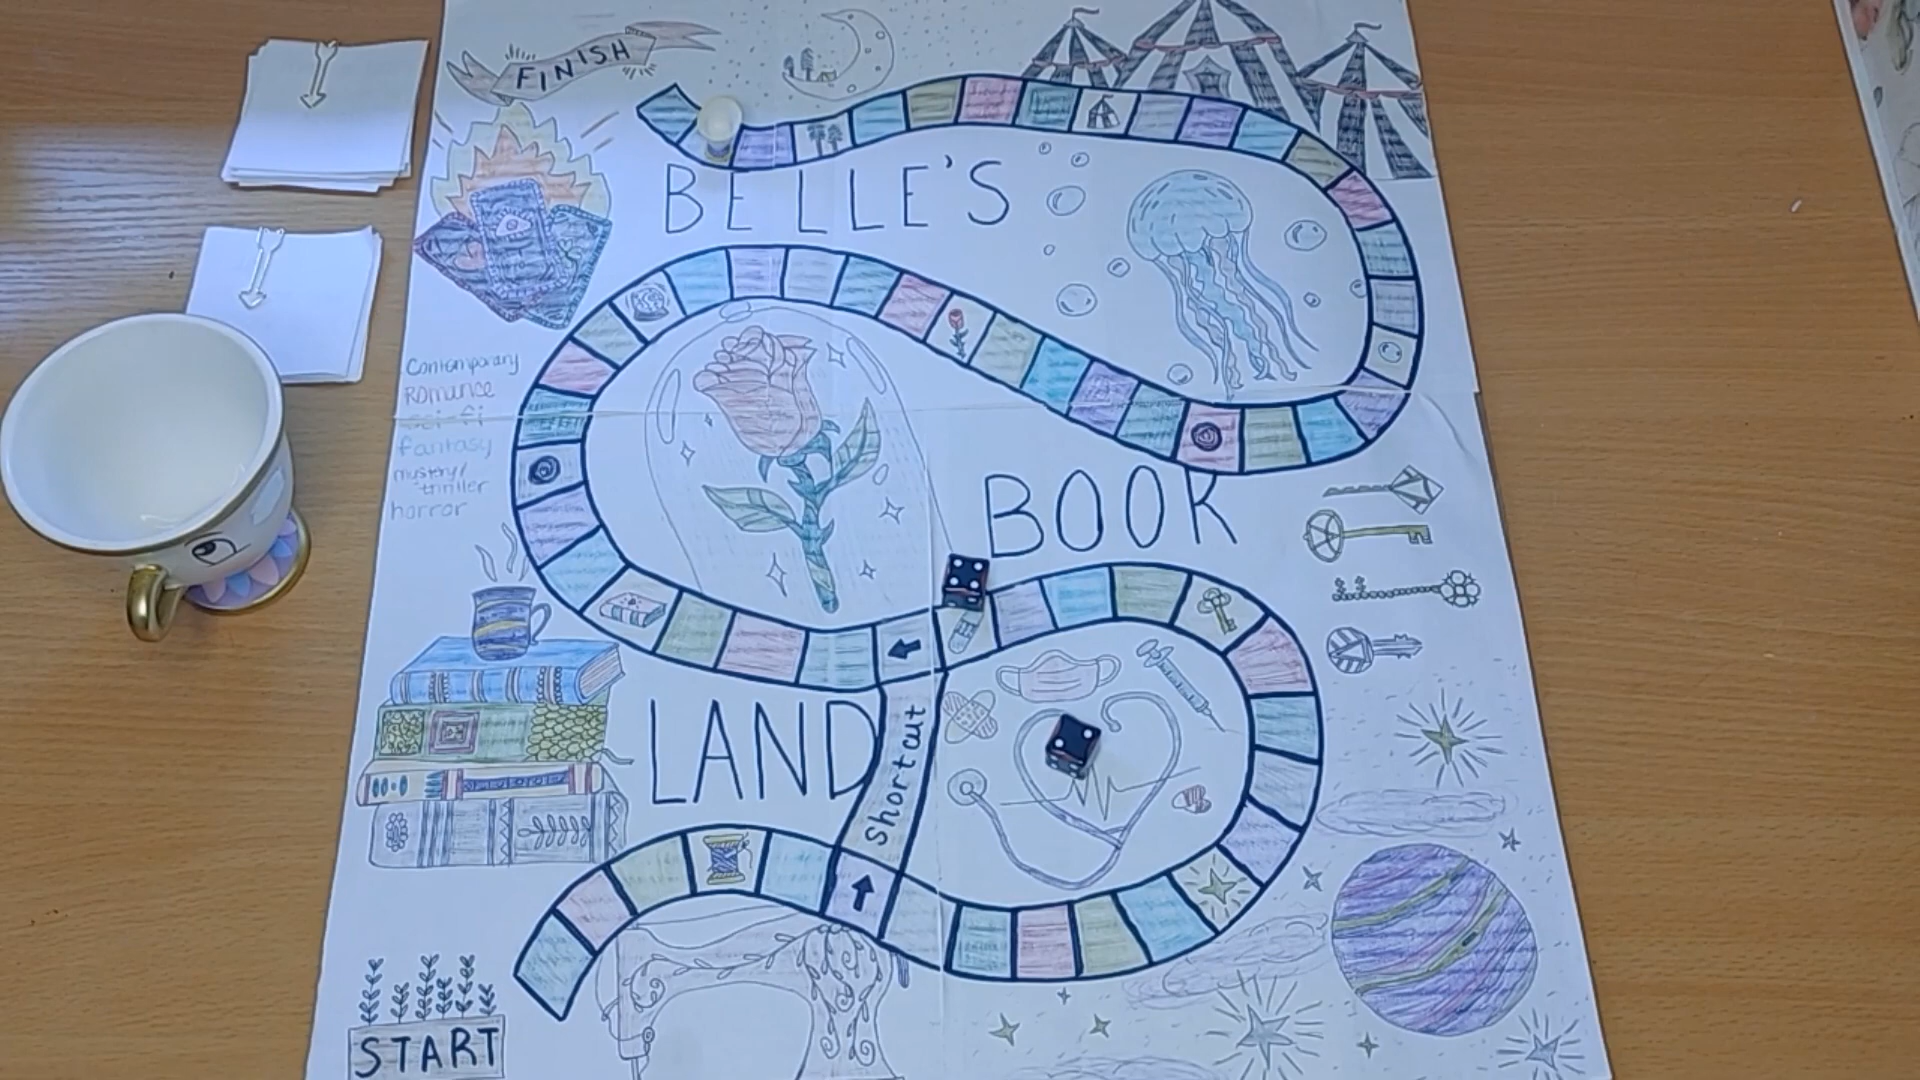 FINISH
BELLE'S
Contemporary
Romance
sci-fi
fantasy
mystery/
thriller
horror
BOOK
LAND
Shortcut
START